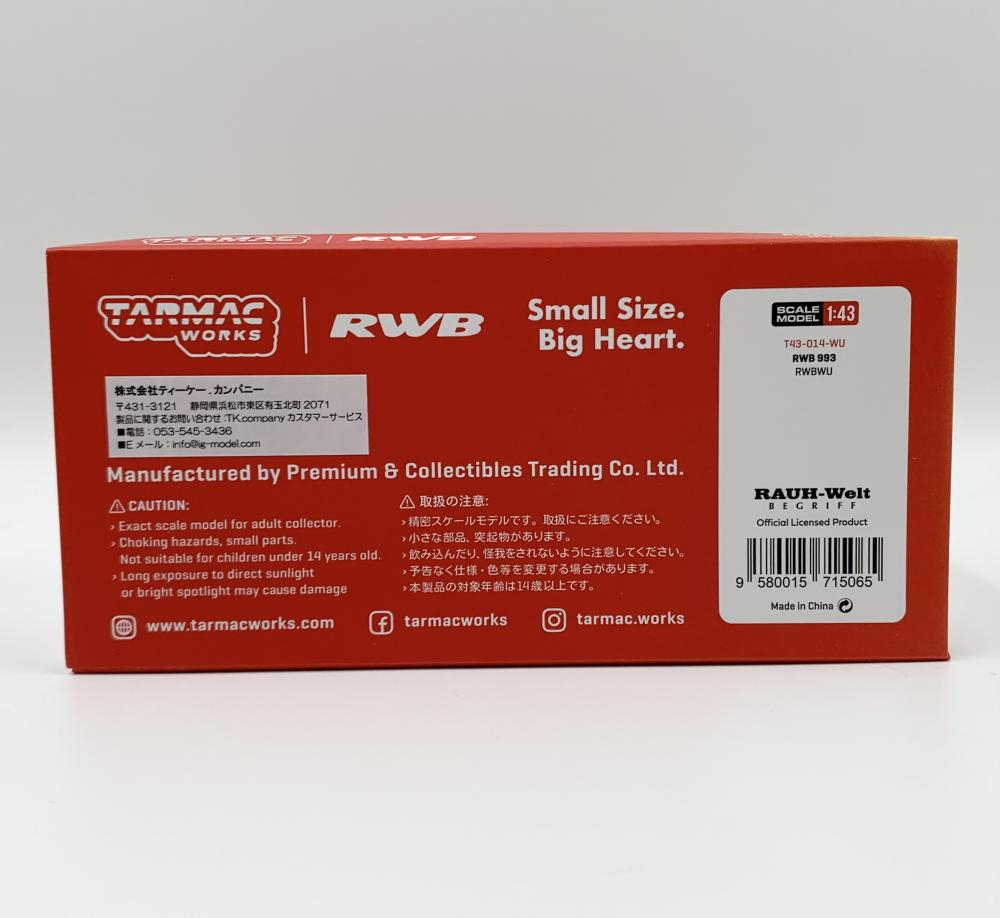 TARMAC WORKS | RWB
TARMAC
WORKS
RWB
Small Size.
Big Heart.
株式会社ティーケー.カンパニー
〒431-3121 静岡県浜松市東区有玉北町 2071
製品に関するお問い合わせ:TK.company カスタマーサービス
■電話:053-545-3436
■E メール:info@ig-model.com
Manufactured by Premium & Collectibles Trading Co. Ltd.
CAUTION:
› Exact scale model for adult collector.
› Choking hazards, small parts.
Not suitable for children under 14 years old.
› Long exposure to direct sunlight
or bright spotlight may cause damage
取扱の注意:
›精密スケールモデルです。取扱にご注意ください。
›小さな部品、突起物があります。
›飲み込んだり、怪我をされないように注意してください。
›予告なく仕様・色等を変更する場合があります。
›本製品の対象年齢は14歳以上です。
www.tarmacworks.com
tarmacworks
tarmac.works
SCALE
MODEL 1:43
T43-014-WU
RWB 993
RWBWU
RAUH-Welt
BEGRIFF
Official Licensed Product
9 580015 715065
Made in China